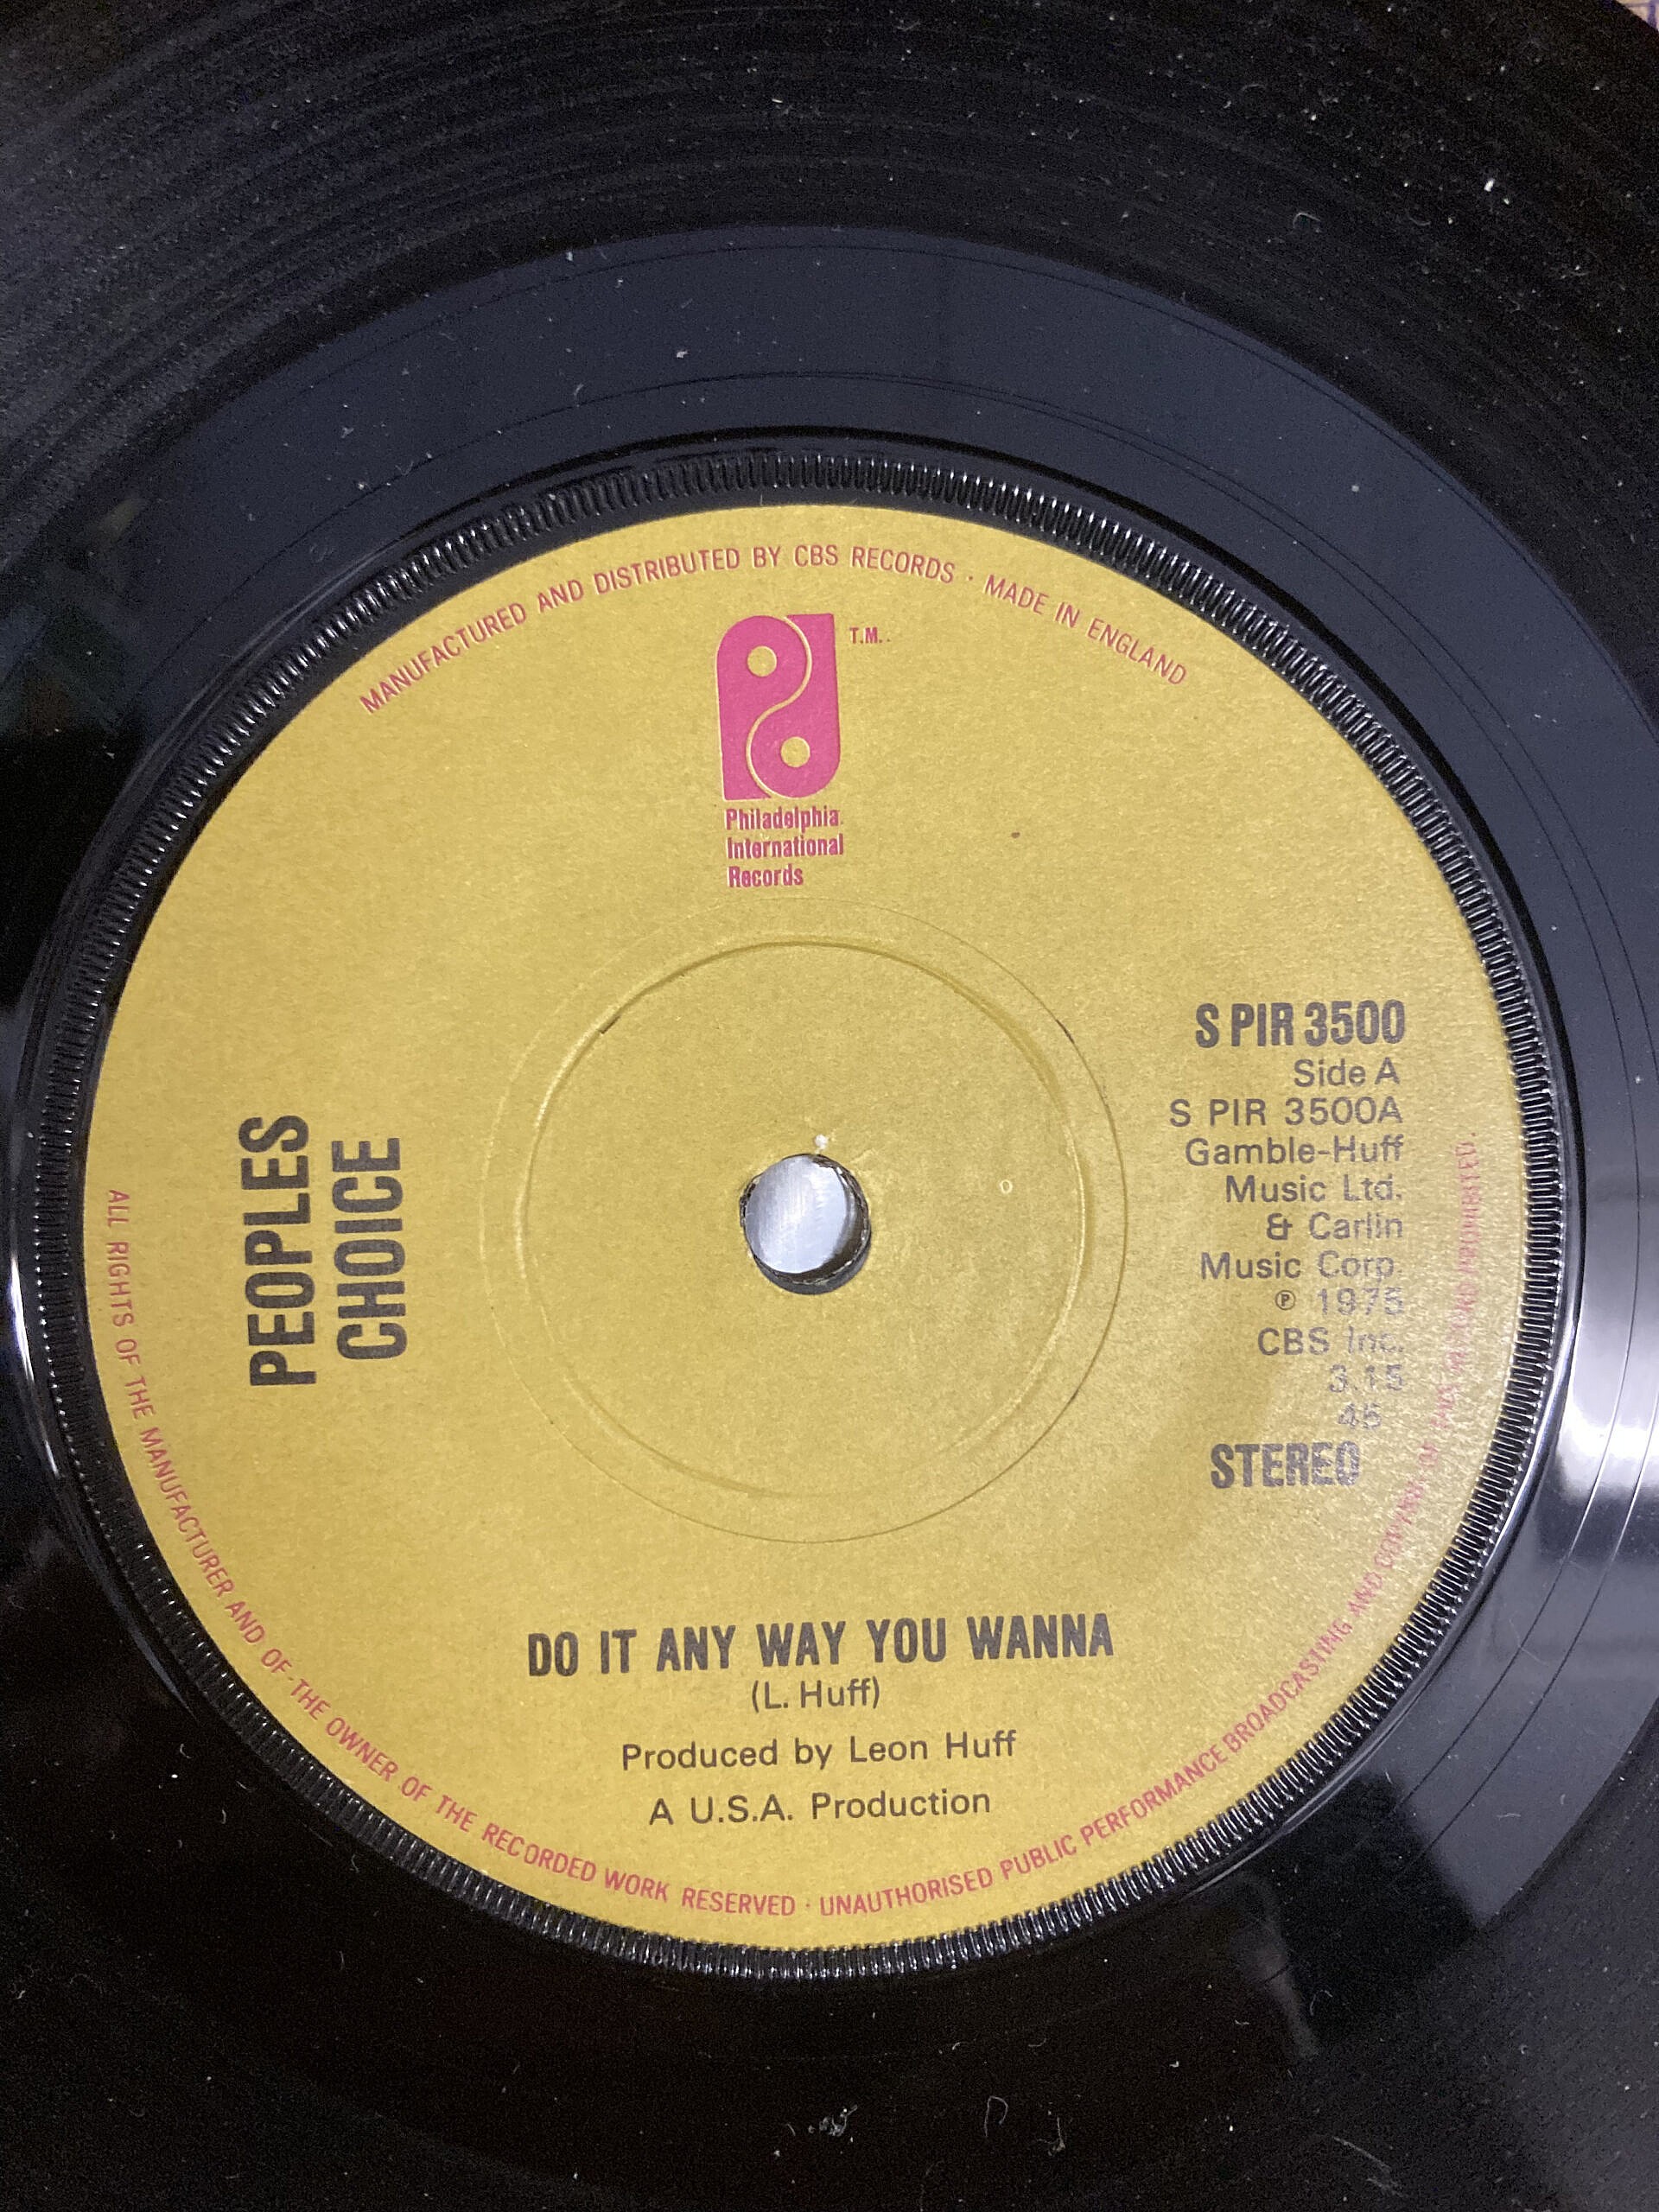 MANUFACTURED AND DISTRIBUTED BY CBS RECORDS · MADE IN ENGLAND
T.M.
Philadelphia
International
Records
PEOPLES
CHOICE
S PIR 3500
Side A
S PIR 3500A
Gamble-Huff
Music Ltd.
& Carlin
Music Corp.
℗ 1975
CBS Inc.
3.15
45
STEREO
DO IT ANY WAY YOU WANNA
(L. Huff)
Produced by Leon Huff
A U.S.A. Production
ALL RIGHTS OF THE MANUFACTURER AND OF THE OWNER OF THE RECORDED WORK RESERVED · UNAUTHORISED PUBLIC PERFORMANCE BROADCASTING AND COPYING OF THIS RECORD PROHIBITED.